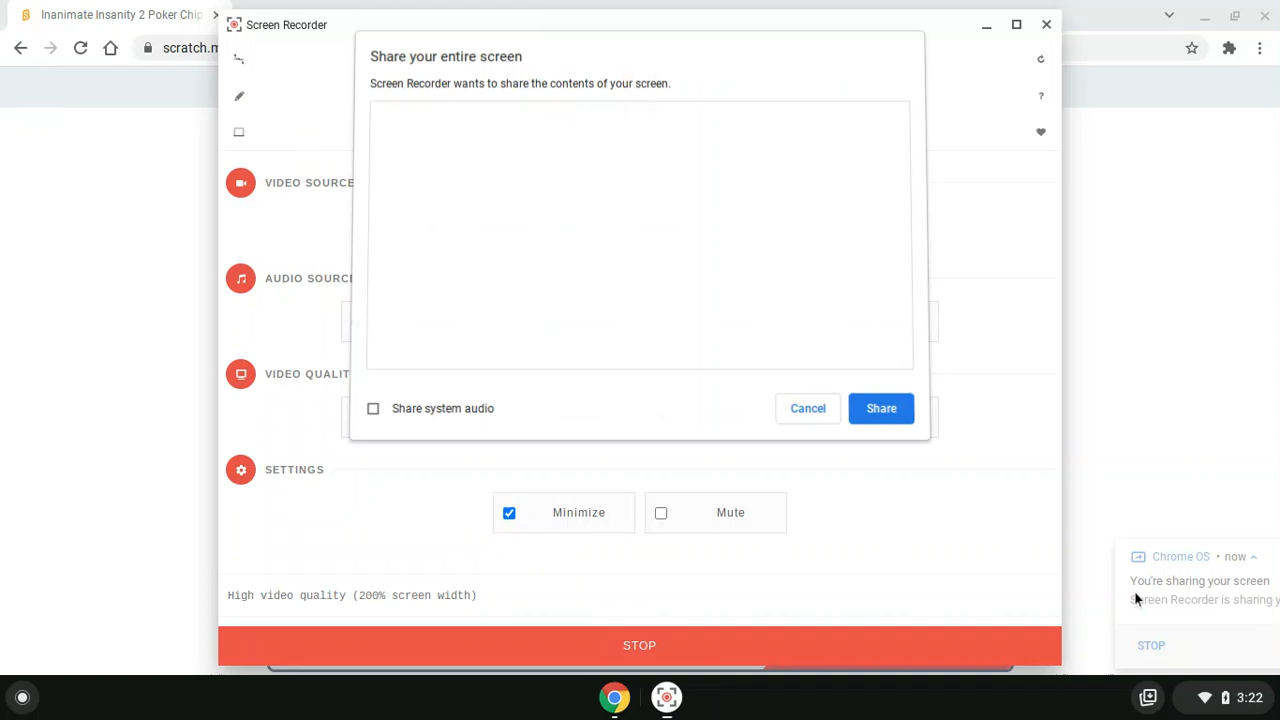 Inanimate Insanity 2 Poker Chip
Screen Recorder
scratch.m
Share your entire screen
Screen Recorder wants to share the contents of your screen.
VIDEO SOURCE
AUDIO SOURC
VIDEO QUALIT
Share system audio
Cancel
Share
SETTINGS
Minimize
Mute
High video quality (200% screen width)
STOP
Chrome OS • now
You're sharing your screen
Screen Recorder is sharing y
STOP
3:22